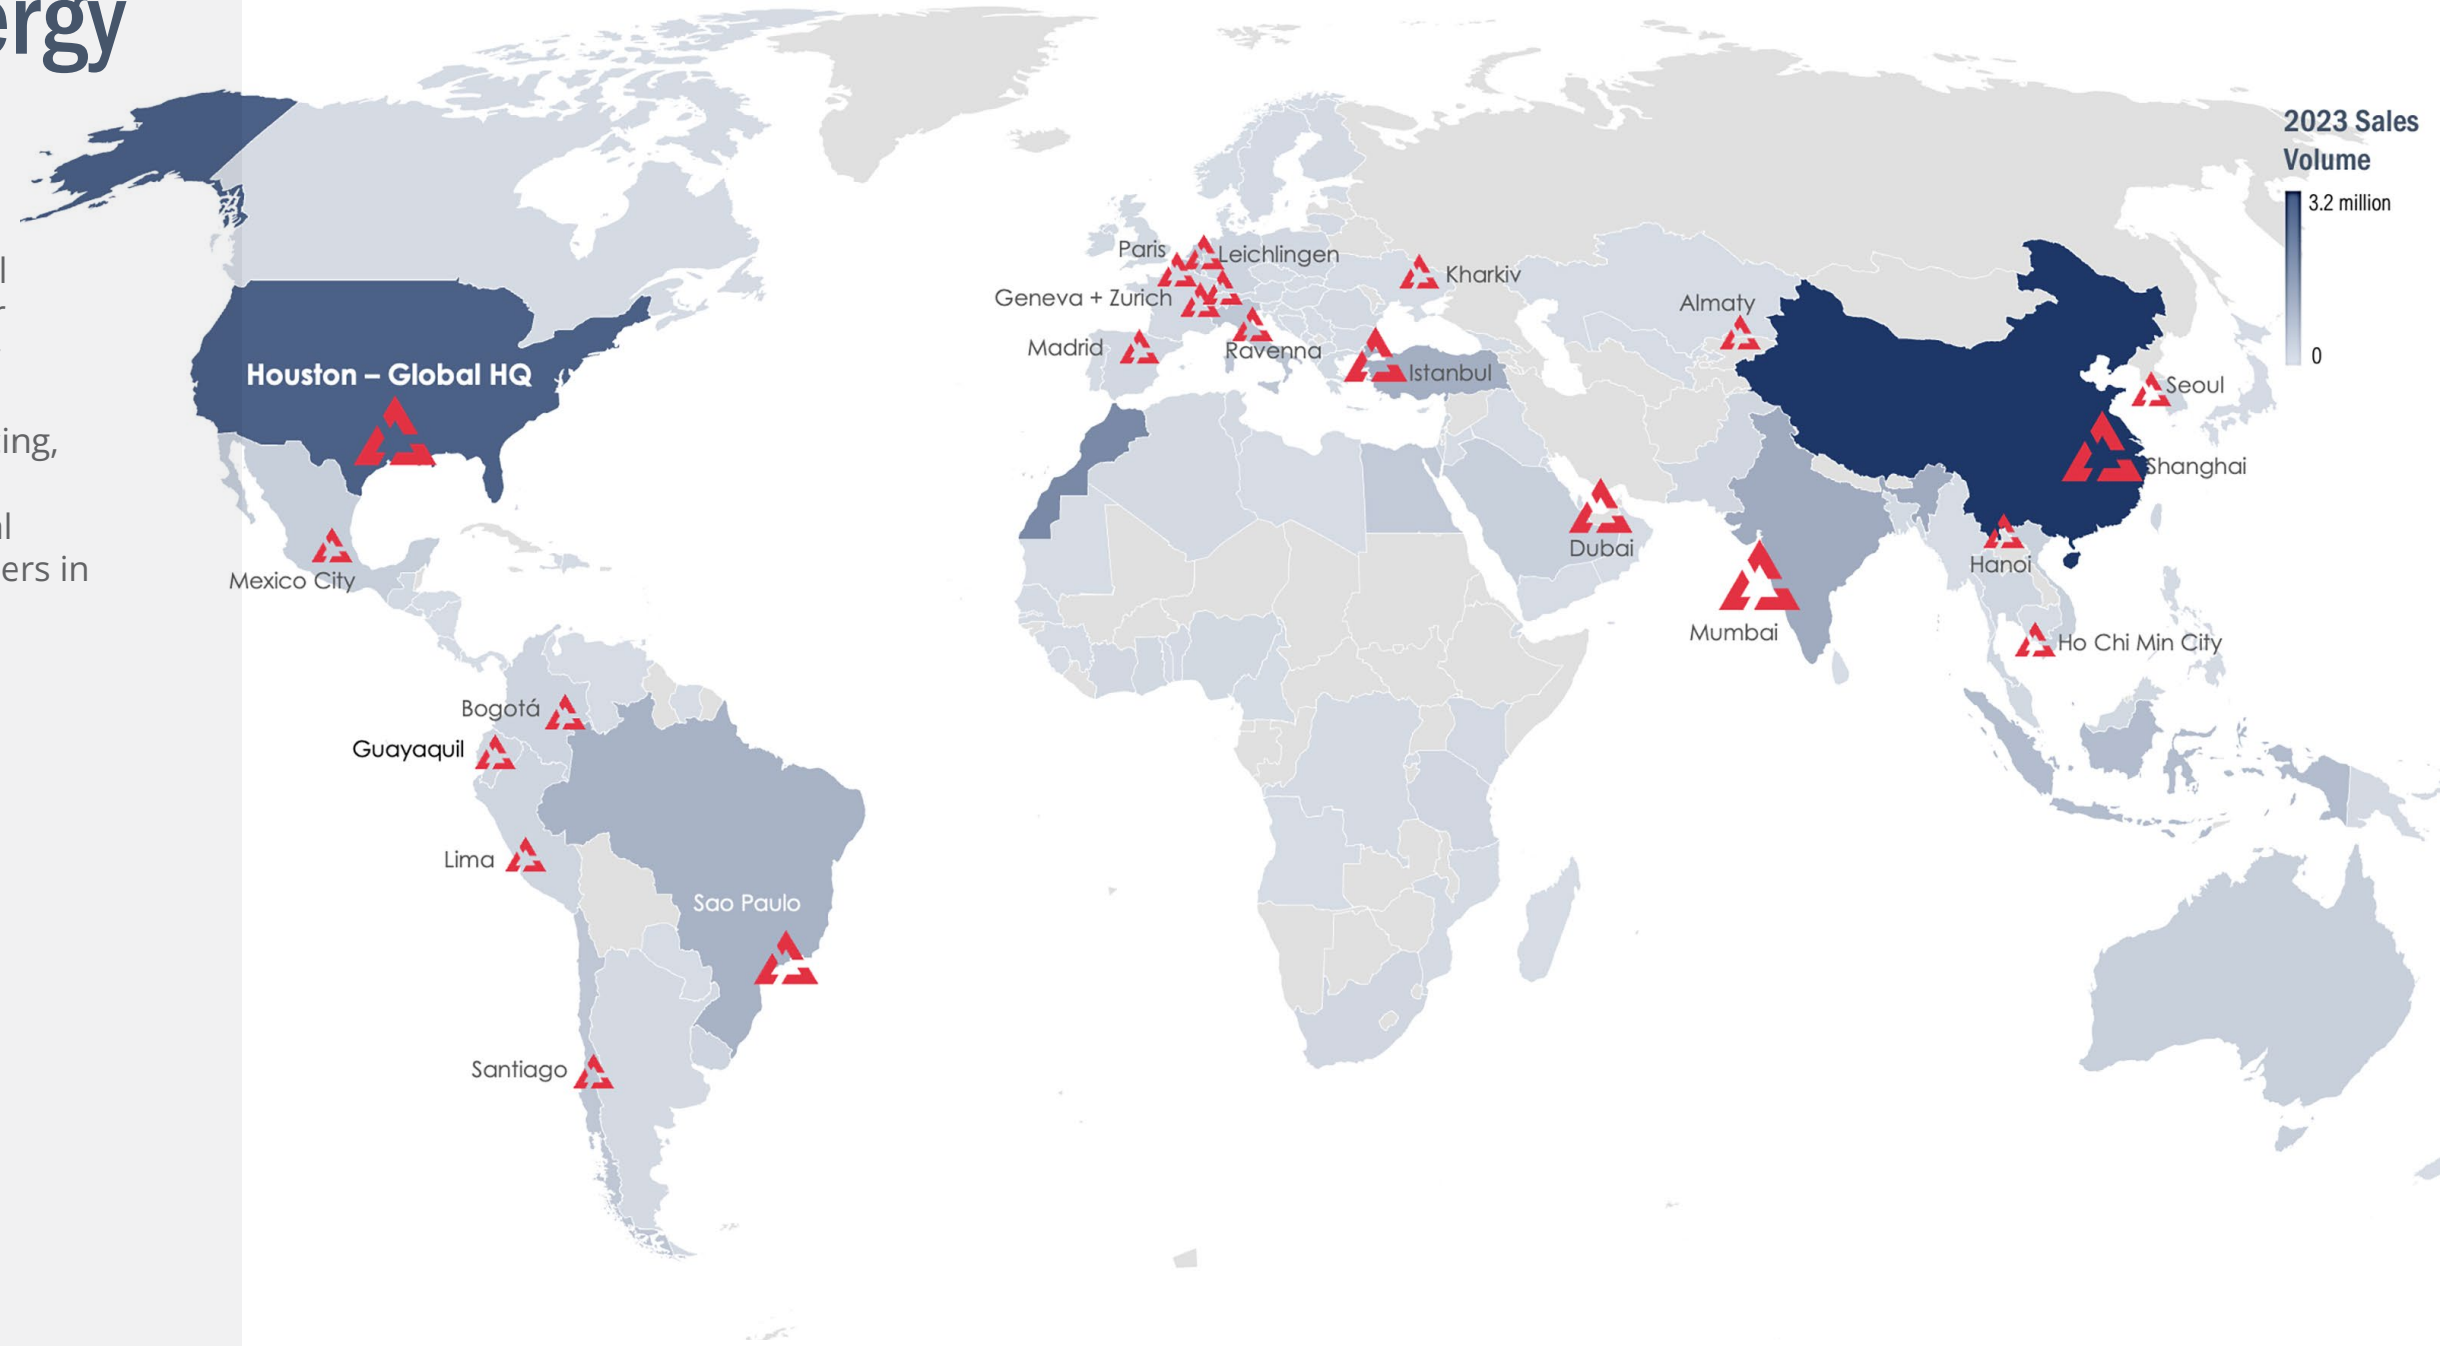 ergy
l
r
ing,
al
ers in
2023 Sales
Volume
3.2 million
0
Houston – Global HQ
Mexico City
Bogotá
Guayaquil
Lima
Sao Paulo
Santiago
Paris
Leichlingen
Geneva + Zurich
Madrid
Ravenna
Kharkiv
Istanbul
Almaty
Seoul
Shanghai
Dubai
Mumbai
Hanoi
Ho Chi Min City